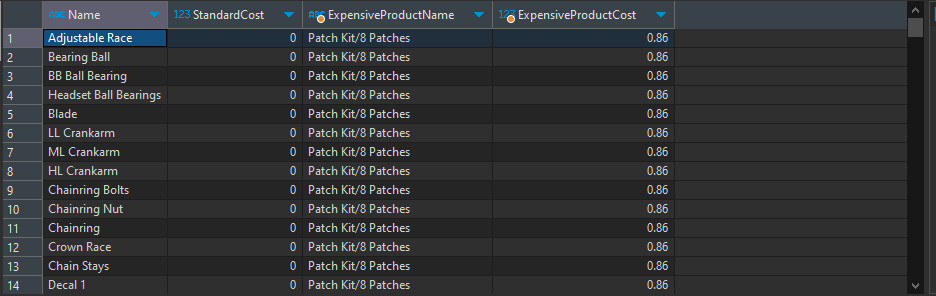 ABC Name 123 StandardCost ABC ExpensiveProductName 123 ExpensiveProductCost
1 Adjustable Race 0 Patch Kit/8 Patches 0.86
2 Bearing Ball 0 Patch Kit/8 Patches 0.86
3 BB Ball Bearing 0 Patch Kit/8 Patches 0.86
4 Headset Ball Bearings 0 Patch Kit/8 Patches 0.86
5 Blade 0 Patch Kit/8 Patches 0.86
6 LL Crankarm 0 Patch Kit/8 Patches 0.86
7 ML Crankarm 0 Patch Kit/8 Patches 0.86
8 HL Crankarm 0 Patch Kit/8 Patches 0.86
9 Chainring Bolts 0 Patch Kit/8 Patches 0.86
10 Chainring Nut 0 Patch Kit/8 Patches 0.86
11 Chainring 0 Patch Kit/8 Patches 0.86
12 Crown Race 0 Patch Kit/8 Patches 0.86
13 Chain Stays 0 Patch Kit/8 Patches 0.86
14 Decal 1 0 Patch Kit/8 Patches 0.86